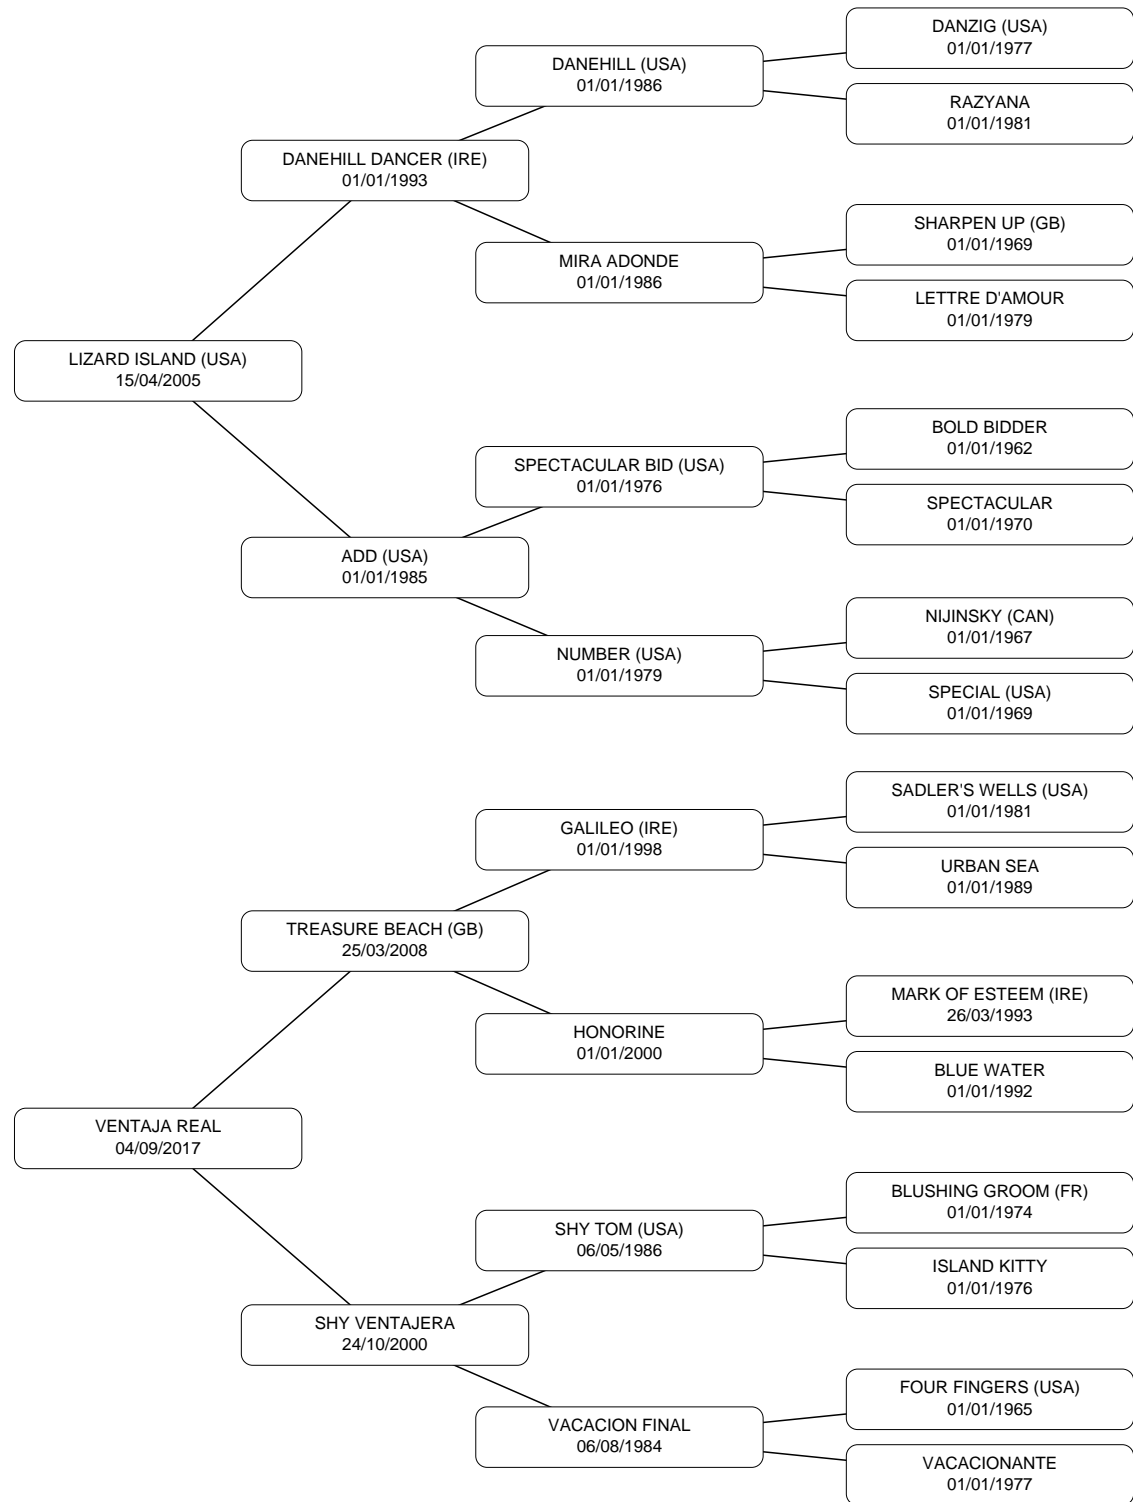 DANZIG (USA)
01/01/1977
DANEHILL (USA)
01/01/1986
RAZYANA
01/01/1981
DANEHILL DANCER (IRE)
01/01/1993
SHARPEN UP (GB)
01/01/1969
MIRA ADONDE
01/01/1986
LETTRE D'AMOUR
01/01/1979
LIZARD ISLAND (USA)
15/04/2005
BOLD BIDDER
01/01/1962
SPECTACULAR BID (USA)
01/01/1976
SPECTACULAR
01/01/1970
ADD (USA)
01/01/1985
NIJINSKY (CAN)
01/01/1967
NUMBER (USA)
01/01/1979
SPECIAL (USA)
01/01/1969
SADLER'S WELLS (USA)
01/01/1981
GALILEO (IRE)
01/01/1998
URBAN SEA
01/01/1989
TREASURE BEACH (GB)
25/03/2008
MARK OF ESTEEM (IRE)
26/03/1993
HONORINE
01/01/2000
BLUE WATER
01/01/1992
VENTAJA REAL
04/09/2017
BLUSHING GROOM (FR)
01/01/1974
SHY TOM (USA)
06/05/1986
ISLAND KITTY
01/01/1976
SHY VENTAJERA
24/10/2000
FOUR FINGERS (USA)
01/01/1965
VACACION FINAL
06/08/1984
VACACIONANTE
01/01/1977